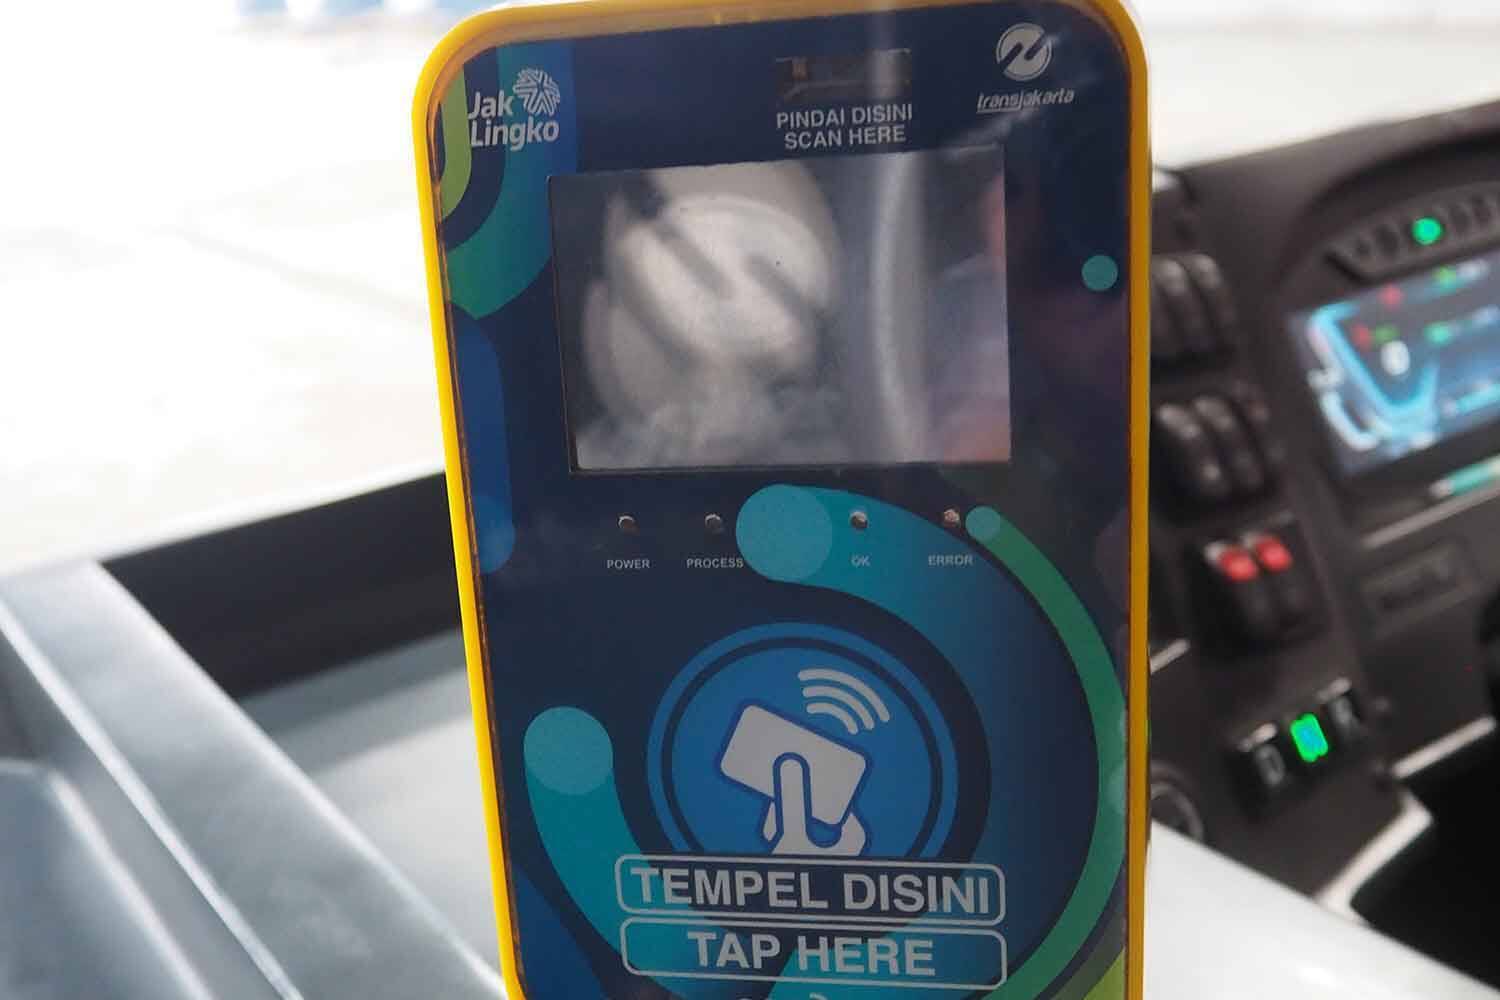 Jak
Lingko
PINDAI DISINI
SCAN HERE
transjakarta
POWER
PROCESS
OK
ERROR
TEMPEL DISINI
TAP HERE
D
N
R